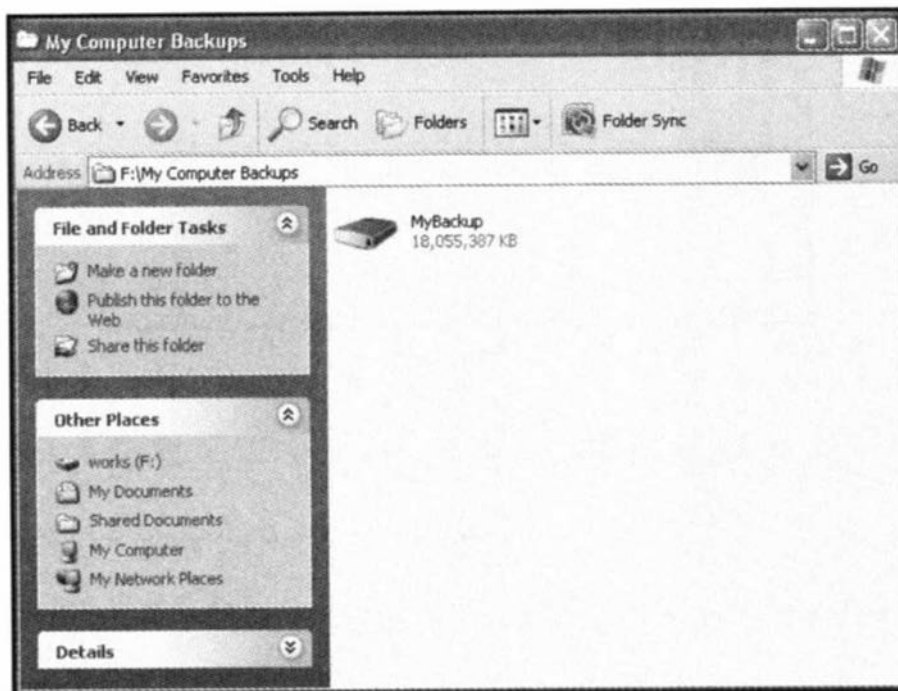 My Computer Backups
File Edit View Favorites Tools Help
Back Search Folders Folder Sync
Address F:\My Computer Backups Go
File and Folder Tasks
Make a new folder
Publish this folder to the
Web
Share this folder
Other Places
works (F:)
My Documents
Shared Documents
My Computer
My Network Places
Details
MyBackup
18,055,387 KB